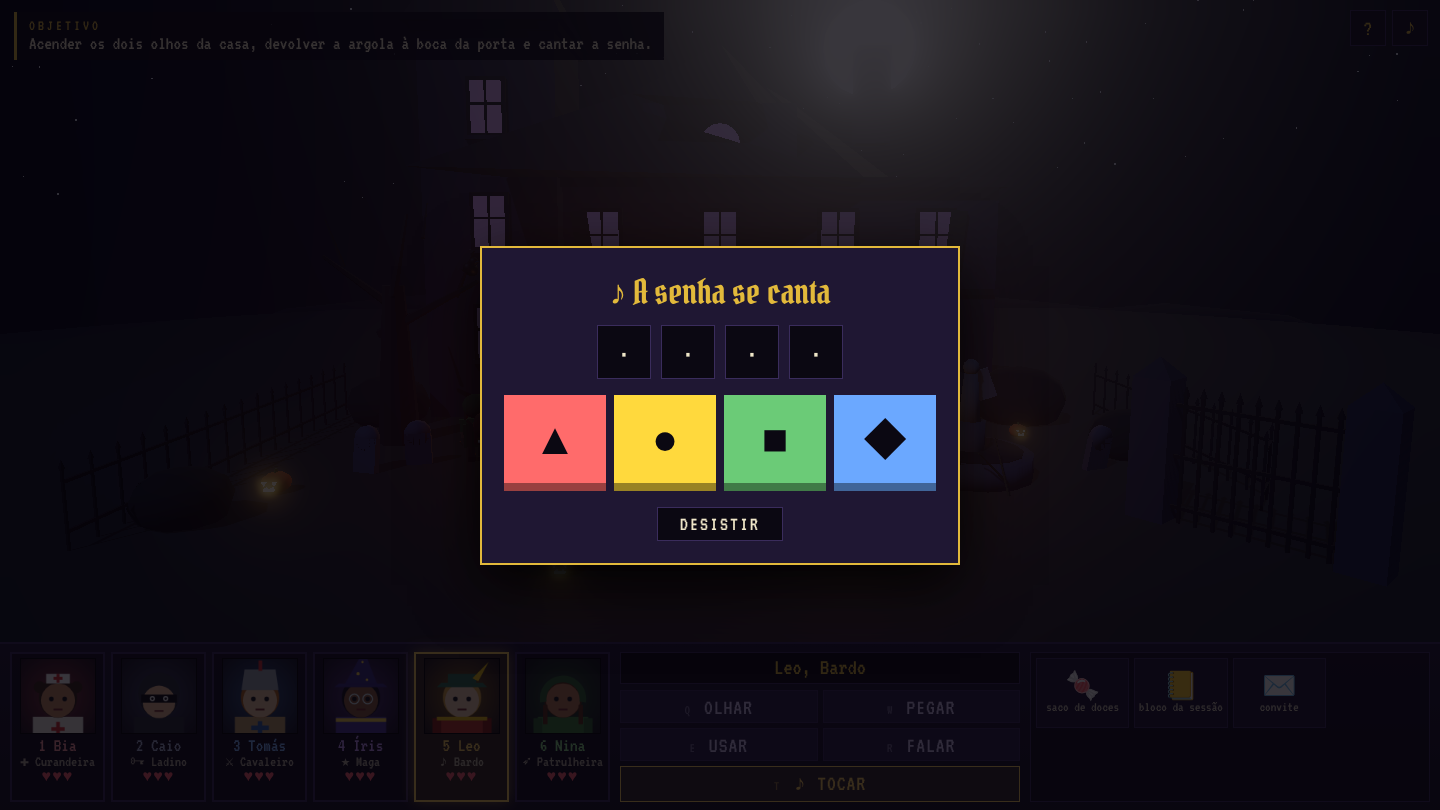 OBJETIVO
Acender os dois olhos da casa, devolver a argola à boca da porta e cantar a senha.
?
♪
♪ A senha se canta
DESISTIR
1 Bia
✚ Curandeira
♥♥♥
2 Caio
Ladino
♥♥♥
3 Tomás
⚔ Cavaleiro
♥♥♥
4 Íris
★ Maga
♥♥♥
5 Leo
♪ Bardo
♥♥♥
6 Nina
➶ Patrulheira
♥♥♥
Leo, Bardo
Q OLHAR
W PEGAR
E USAR
R FALAR
T ♪ TOCAR
saco de doces
bloco da sessão
convite